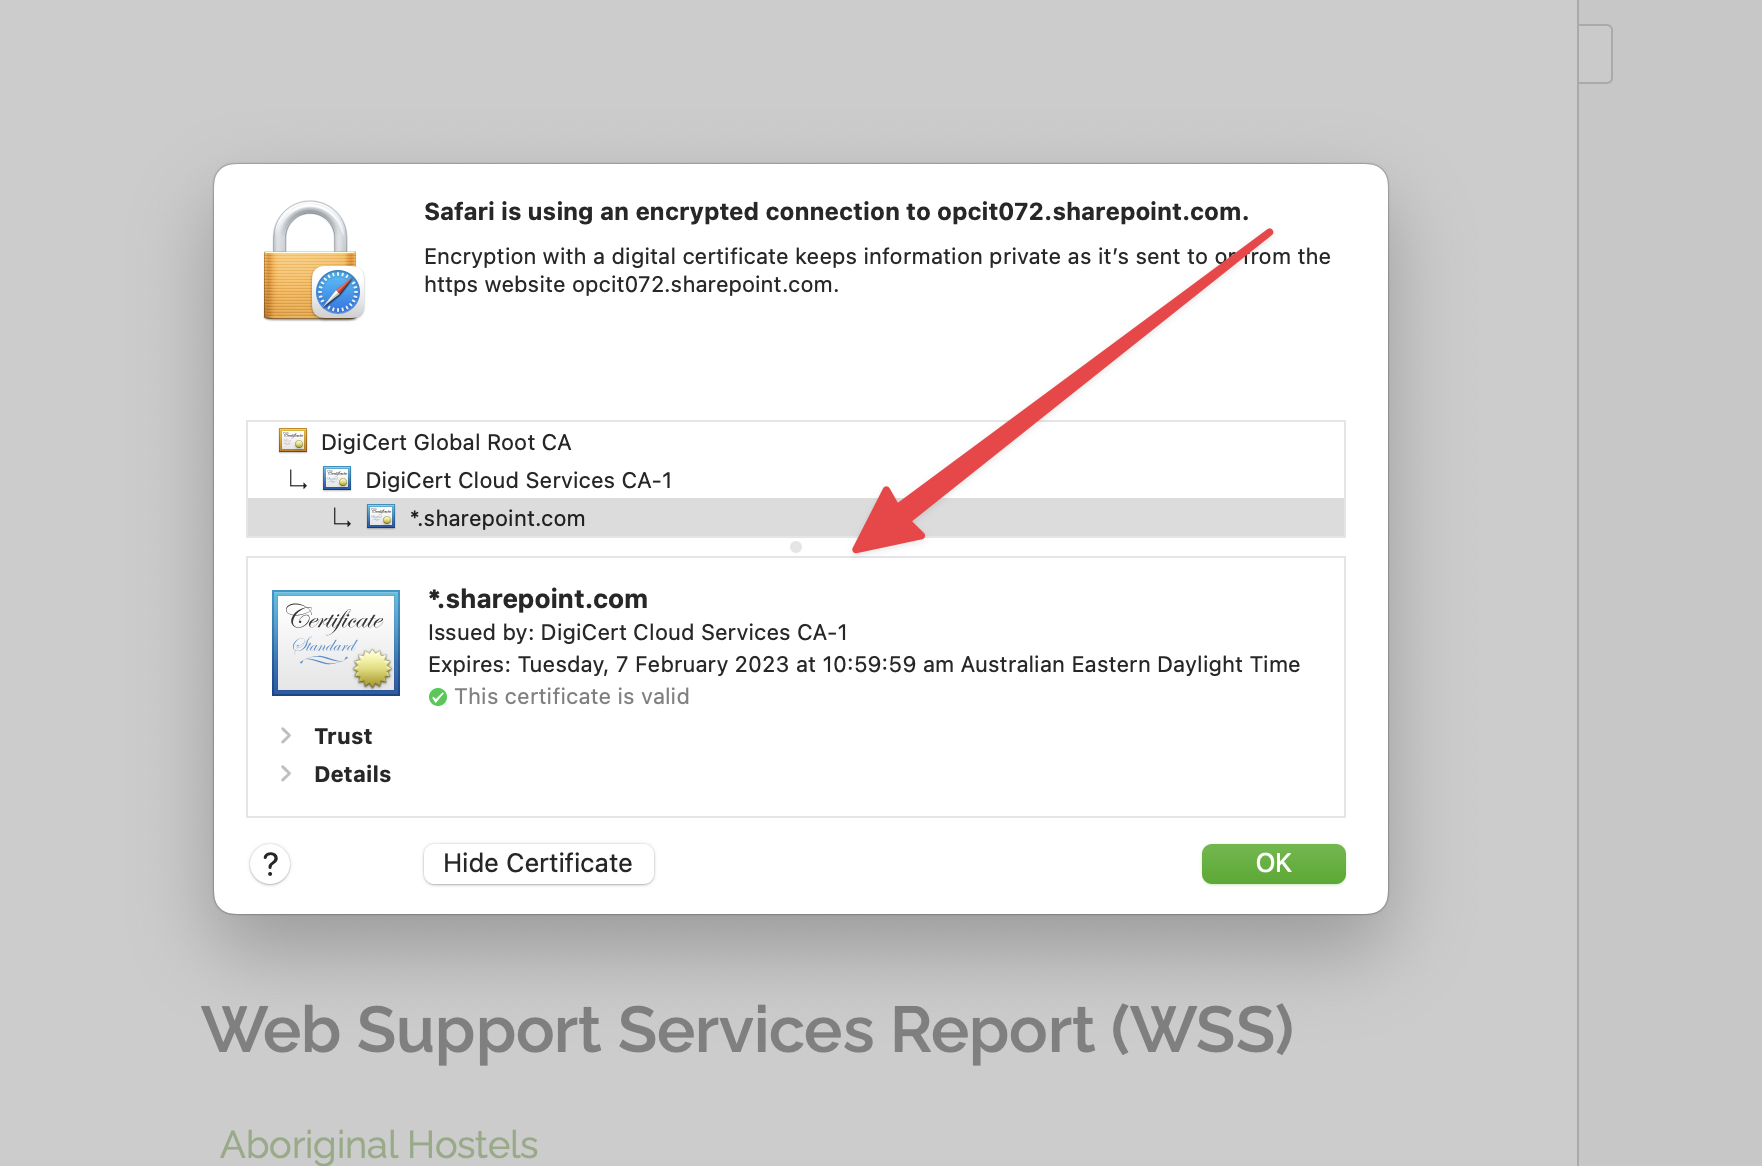 Safari is using an encrypted connection to opcit072.sharepoint.com.
Encryption with a digital certificate keeps information private as it’s sent to or from the
https website opcit072.sharepoint.com.
DigiCert Global Root CA
DigiCert Cloud Services CA-1
*.sharepoint.com
Certificate
Standard
*.sharepoint.com
Issued by: DigiCert Cloud Services CA-1
Expires: Tuesday, 7 February 2023 at 10:59:59 am Australian Eastern Daylight Time
This certificate is valid
Trust
Details
?
Hide Certificate
OK
Web Support Services Report (WSS)
Aboriginal Hostels